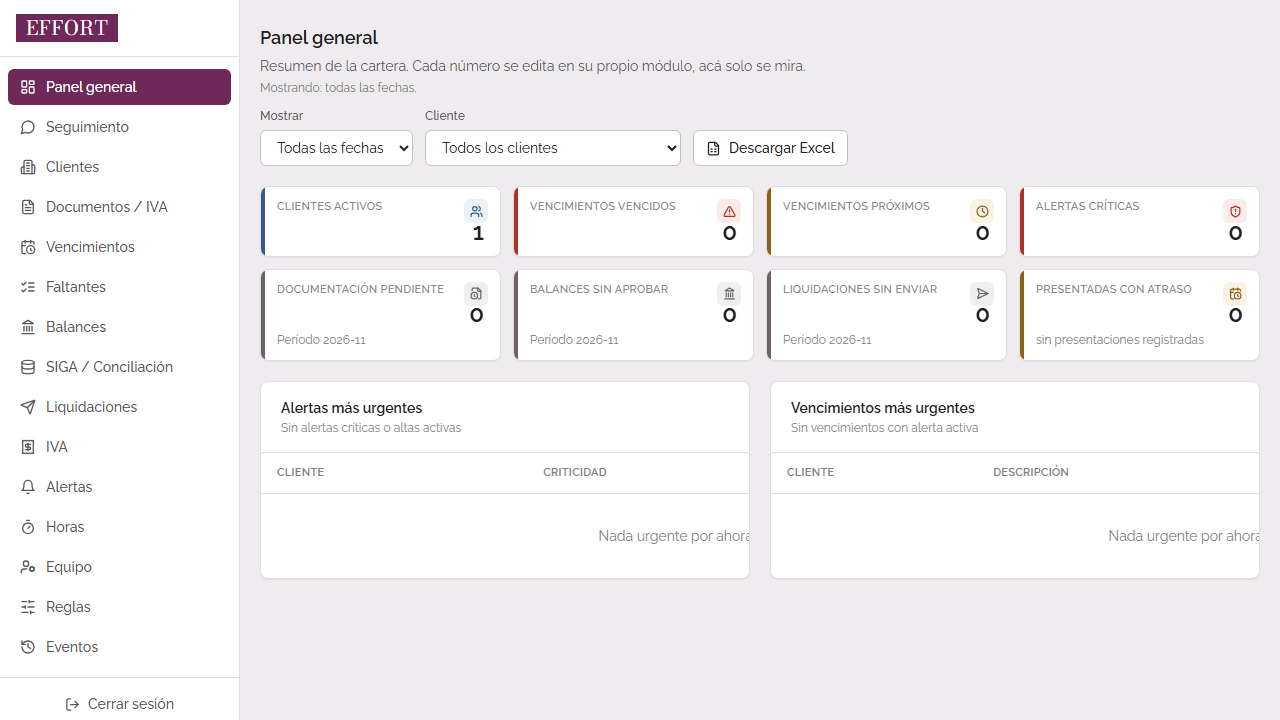 EFFORT
Panel general
Seguimiento
Clientes
Documentos / IVA
Vencimientos
Faltantes
Balances
SIGA / Conciliación
Liquidaciones
IVA
Alertas
Horas
Equipo
Reglas
Eventos
Cerrar sesión
Panel general
Resumen de la cartera. Cada número se edita en su propio módulo, acá solo se mira.
Mostrando: todas las fechas.
Mostrar
Cliente
Todas las fechas
Todos los clientes
Descargar Excel
CLIENTES ACTIVOS
1
VENCIMIENTOS VENCIDOS
0
VENCIMIENTOS PRÓXIMOS
0
ALERTAS CRÍTICAS
0
DOCUMENTACIÓN PENDIENTE
0
Período 2026-11
BALANCES SIN APROBAR
0
Período 2026-11
LIQUIDACIONES SIN ENVIAR
0
Período 2026-11
PRESENTADAS CON ATRASO
0
sin presentaciones registradas
Alertas más urgentes
Sin alertas críticas o altas activas
CLIENTE
CRITICIDAD
Nada urgente por ahora
Vencimientos más urgentes
Sin vencimientos con alerta activa
CLIENTE
DESCRIPCIÓN
Nada urgente por ahora